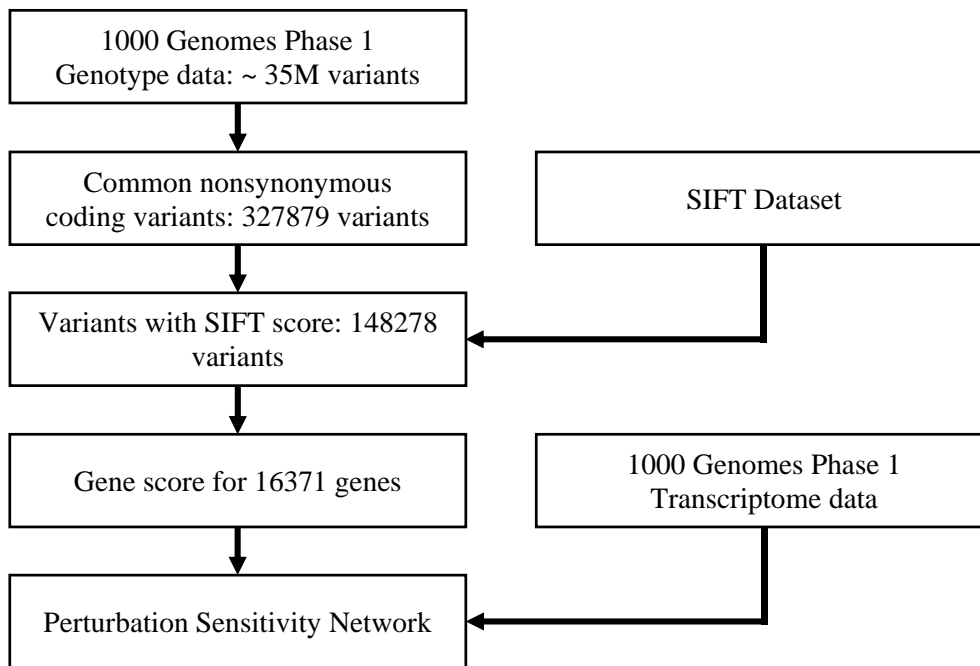 1000 Genomes Phase 1
Genotype data: ~ 35M variants
Common nonsynonymous
coding variants: 327879 variants
SIFT Dataset
Variants with SIFT score: 148278
variants
Gene score for 16371 genes
1000 Genomes Phase 1
Transcriptome data
Perturbation Sensitivity Network